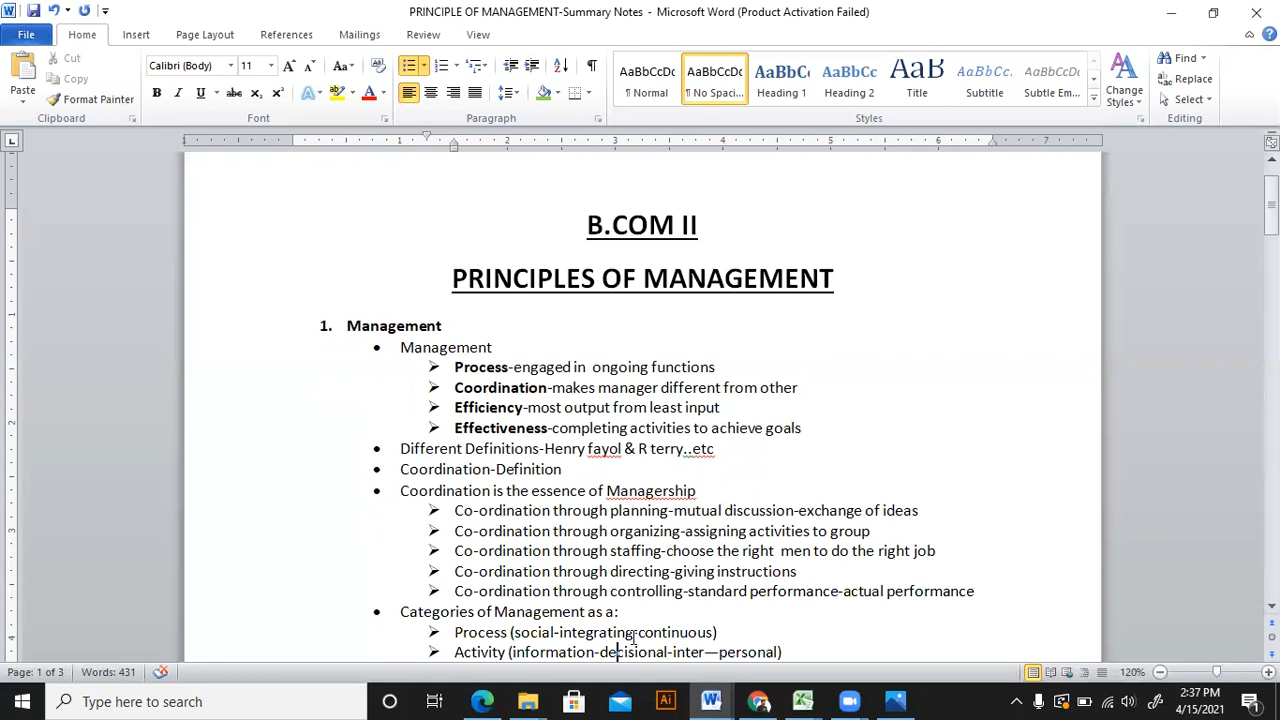 PRINCIPLE OF MANAGEMENT-Summary Notes - Microsoft Word (Product Activation Failed)
File Home Insert Page Layout References Mailings Review View
Paste Cut Copy Format Painter
Calibri (Body) 11
AaBbCcDc AaBbCcDc AaBbCc AaBbCc AaB AaBbCcL AaBbCcDc
¶ Normal ¶ No Spaci... Heading 1 Heading 2 Title Subtitle Subtle Em...
Change Styles
Find Replace Select
Clipboard Font Paragraph Styles Editing
1 1 2 3 4 5 6 7
B.COM II
PRINCIPLES OF MANAGEMENT
1. Management
• Management
➢ Process-engaged in ongoing functions
➢ Coordination-makes manager different from other
➢ Efficiency-most output from least input
➢ Effectiveness-completing activities to achieve goals
• Different Definitions-Henry fayol & R terry..etc
• Coordination-Definition
• Coordination is the essence of Managership
➢ Co-ordination through planning-mutual discussion-exchange of ideas
➢ Co-ordination through organizing-assigning activities to group
➢ Co-ordination through staffing-choose the right men to do the right job
➢ Co-ordination through directing-giving instructions
➢ Co-ordination through controlling-standard performance-actual performance
• Categories of Management as a:
➢ Process (social-integrating-continuous)
➢ Activity (information-decisional-inter—personal)
Page: 1 of 3 Words: 431 120%
Type here to search
2:37 PM
4/15/2021